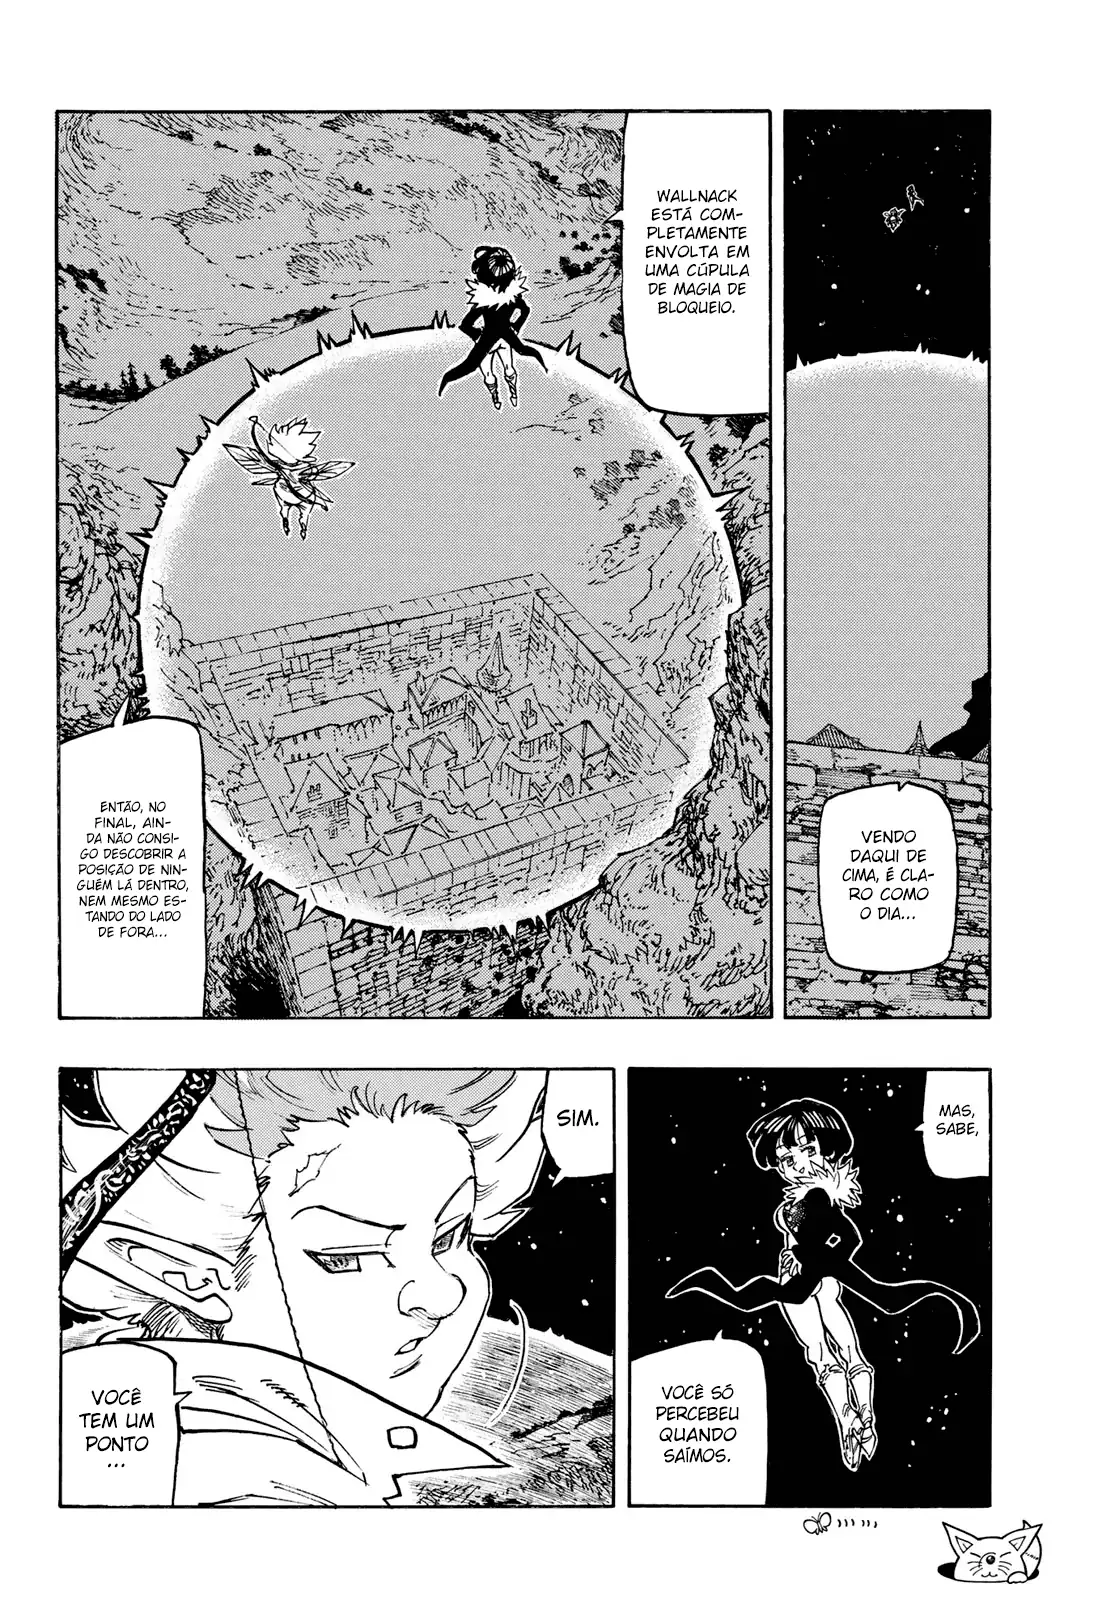 VENDO
DAQUI DE
CIMA, É CLA-
RO COMO
O DIA...
WALLNACK
ESTÁ COM-
PLETAMENTE
ENVOLTA EM
UMA CÚPULA
DE MAGIA DE
BLOQUEIO.
ENTÃO, NO
FINAL, AIN-
DA NÃO CONSI-
GO DESCOBRIR A
POSIÇÃO DE NIN-
GUÉM LÁ DENTRO,
NEM MESMO ES-
TANDO DO LADO
DE FORA...
MAS,
SABE,
VOCÊ SÓ
PERCEBEU
QUANDO
SAÍMOS.
SIM.
VOCÊ
TEM UM
PONTO
...